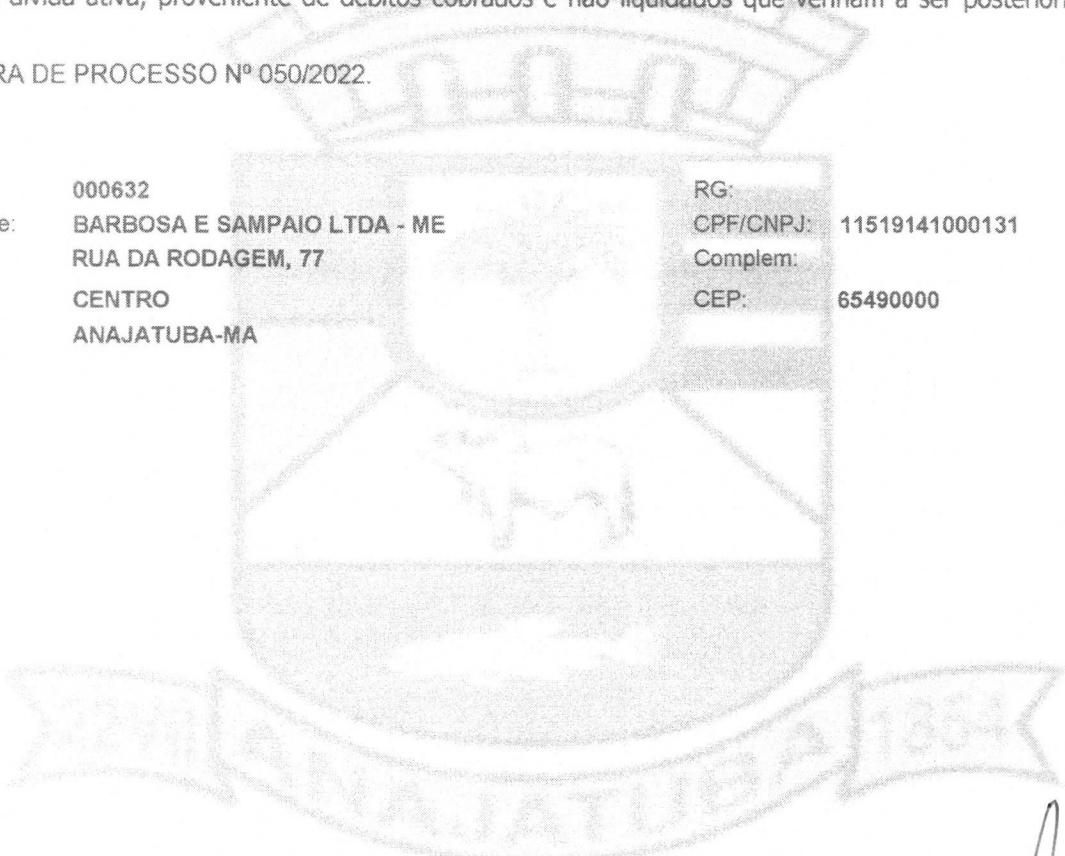 dívida ativa, proveniente de débitos cobrados e não liquidados que venham a ser
RA DE PROCESSO Nº 050/2022.
000632 RG:
e: BARBOSA E SAMPAIO LTDA - ME CPF/CNPJ: 11519141000131
RUA DA RODAGEM, 77 Complem:
CENTRO CEP: 65490000
ANAJATUBA-MA
ANAJATUBA 1854